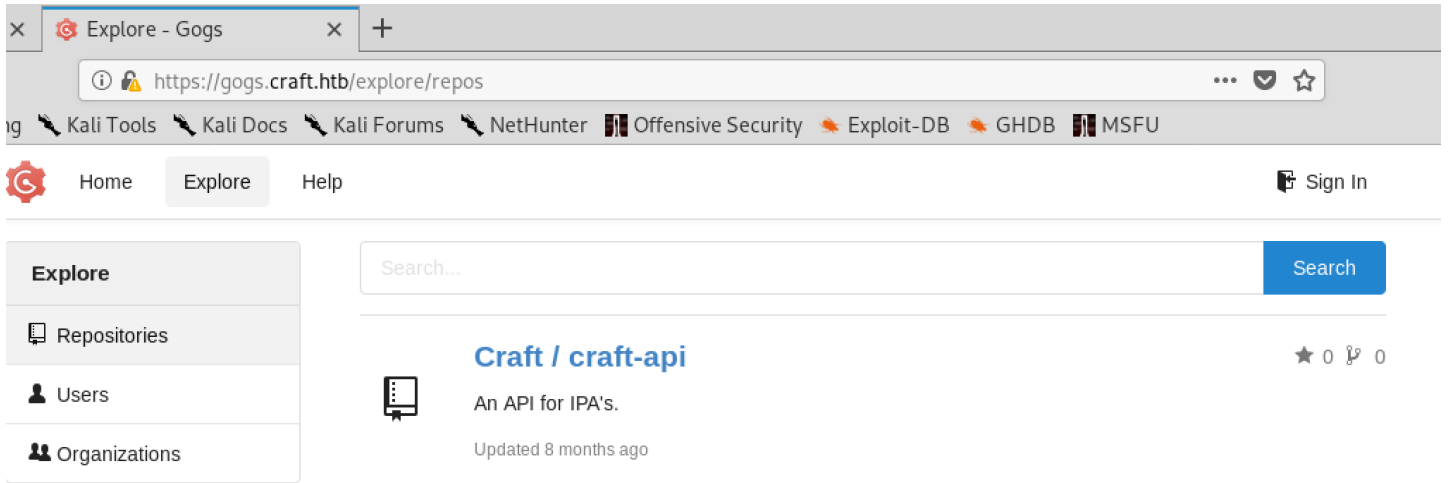 Explore - Gogs
https://gogs.craft.htb/explore/repos
ng Kali Tools Kali Docs Kali Forums NetHunter Offensive Security Exploit-DB GHDB MSFU
Home Explore Help Sign In
Explore
Search... Search
Repositories
Craft / craft-api 0 0
Users
An API for IPA's.
Organizations
Updated 8 months ago